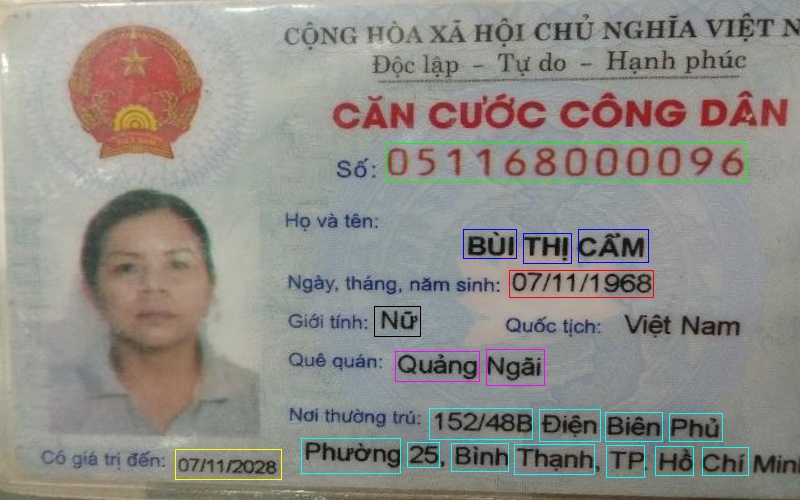 CỘNG HÒA XÃ HỘI CHỦ NGHĨA VIỆT N
Độc lập - Tự do - Hạnh phúc
CĂN CƯỚC CÔNG DÂN
Số: 051168000096
Họ và tên:
BÙI THỊ CẨM
Ngày, tháng, năm sinh: 07/11/1968
Giới tính: Nữ Quốc tịch: Việt Nam
Quê quán: Quảng Ngãi
Nơi thường trú: 152/48B Điện Biên Phủ
Phường 25, Bình Thạnh, TP. Hồ Chí Minh
Có giá trị đến: 07/11/2028